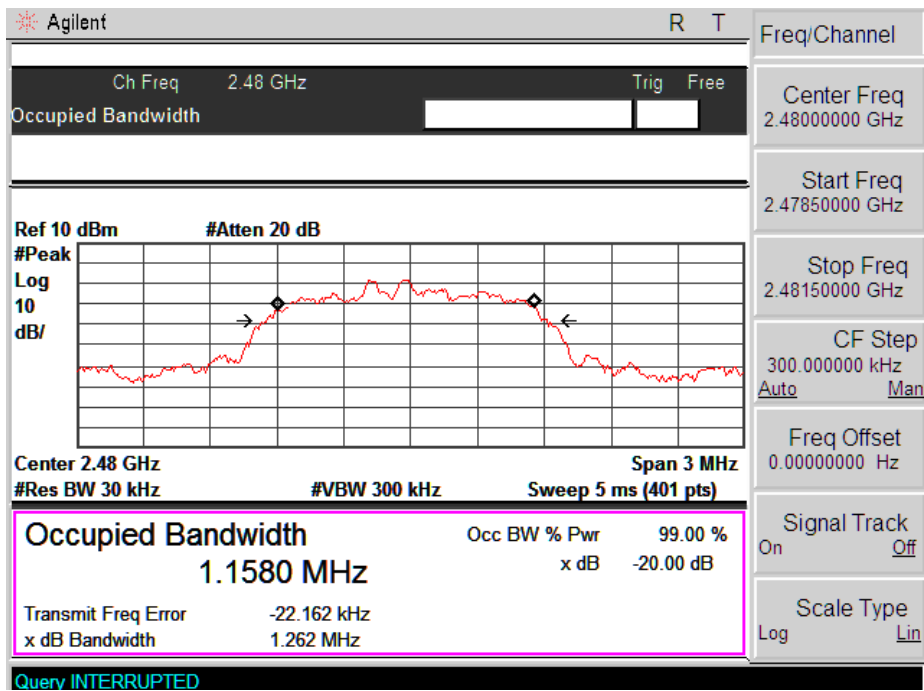 Agilent R T
Ch Freq 2.48 GHz Trig Free
Occupied Bandwidth
Ref 10 dBm #Atten 20 dB
#Peak
Log
10
dB/
Center 2.48 GHz Span 3 MHz
#Res BW 30 kHz #VBW 300 kHz Sweep 5 ms (401 pts)
Occupied Bandwidth Occ BW % Pwr 99.00 %
1.1580 MHz x dB -20.00 dB
Transmit Freq Error -22.162 kHz
x dB Bandwidth 1.262 MHz
Query INTERRUPTED
Freq/Channel
Center Freq
2.48000000 GHz
Start Freq
2.47850000 GHz
Stop Freq
2.48150000 GHz
CF Step
300.000000 kHz
Auto Man
Freq Offset
0.00000000 Hz
Signal Track
On Off
Scale Type
Log Lin